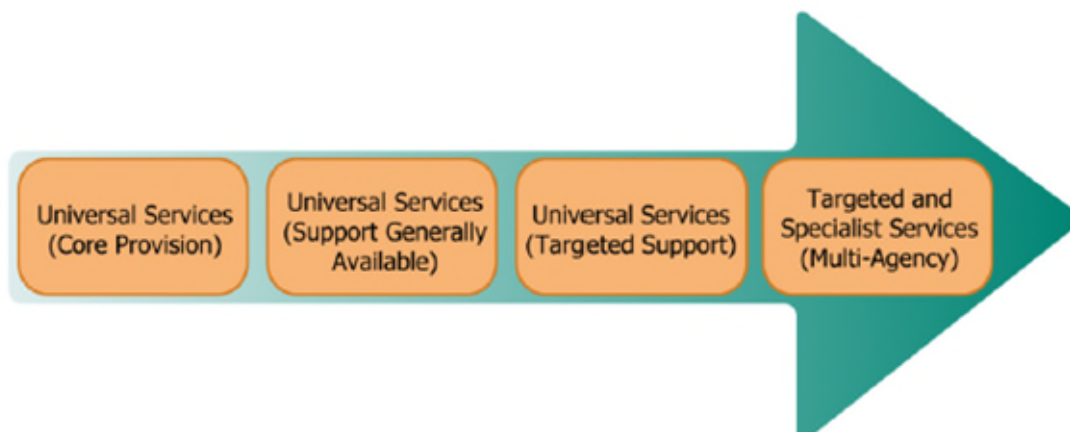 Universal Services
(Core Provision)
Universal Services
(Support Generally
Available)
Universal Services
(Targeted Support)
Targeted and
Specialist Services
(Multi-Agency)